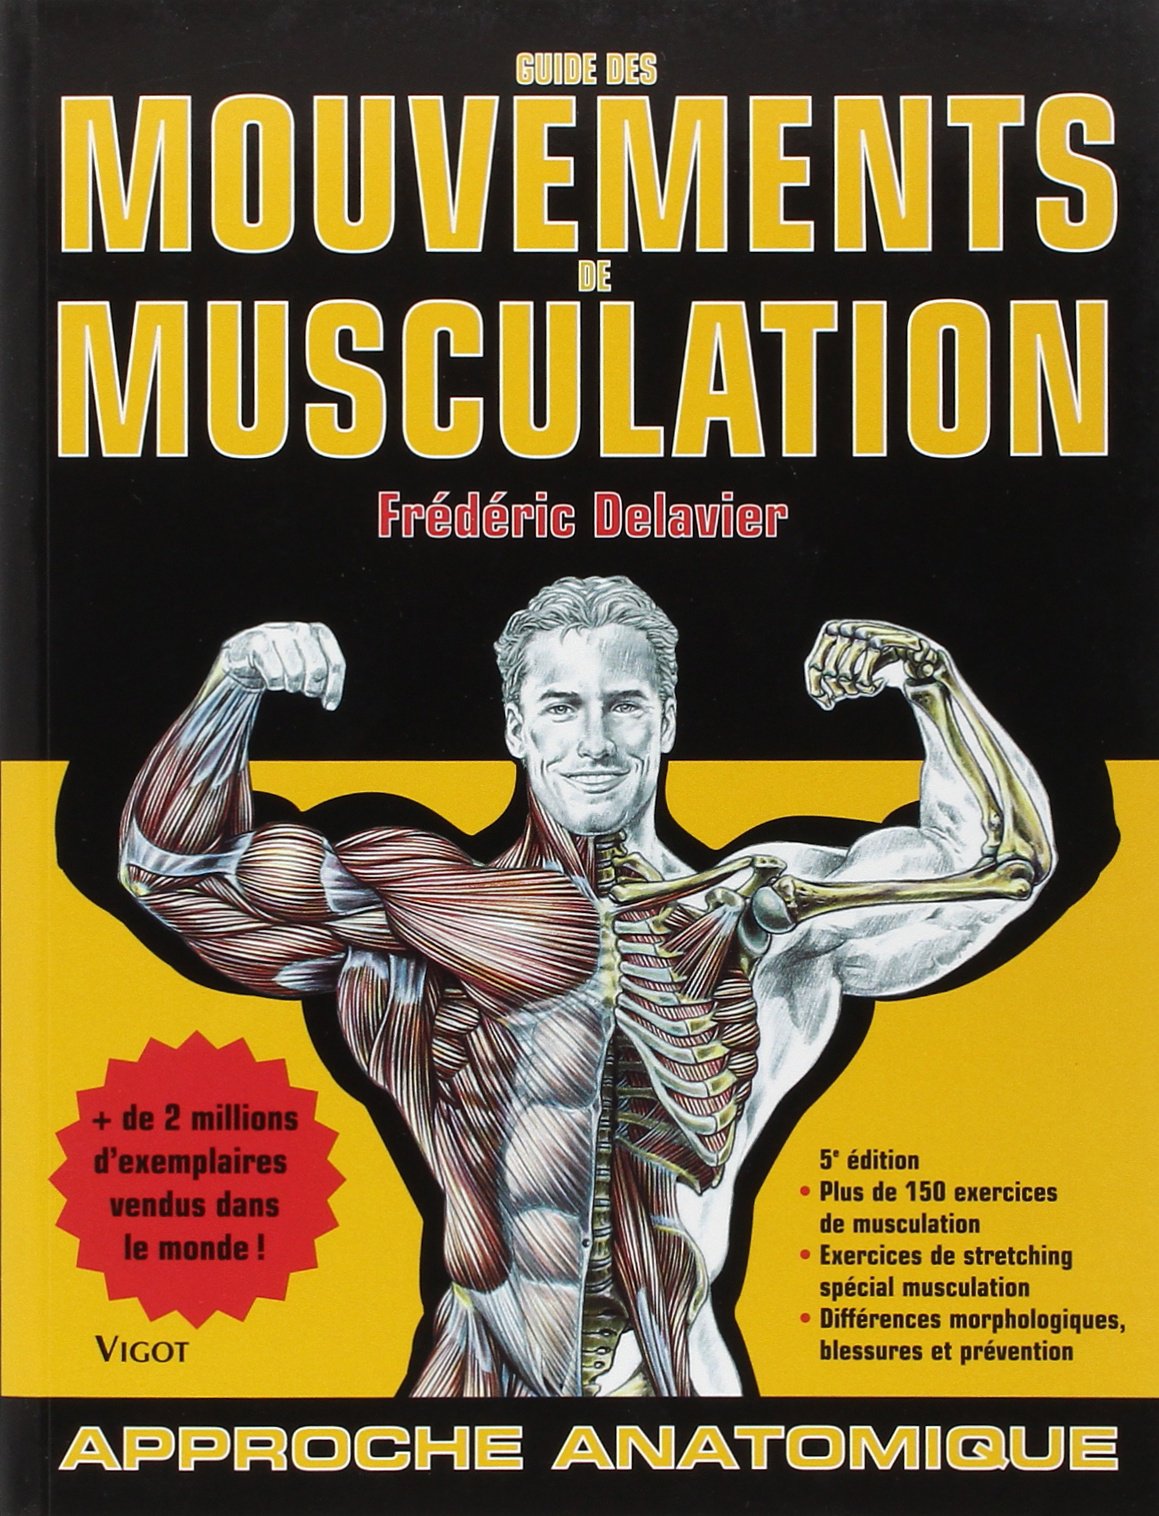 GUIDE DES
MOUVEMENTS
DE
MUSCULATION
Frédéric Delavier
+ de 2 millions
d'exemplaires
vendus dans
le monde !
VIGOT
5e édition
• Plus de 150 exercices
de musculation
• Exercices de stretching
spécial musculation
• Différences morphologiques,
blessures et prévention
APPROCHE ANATOMIQUE